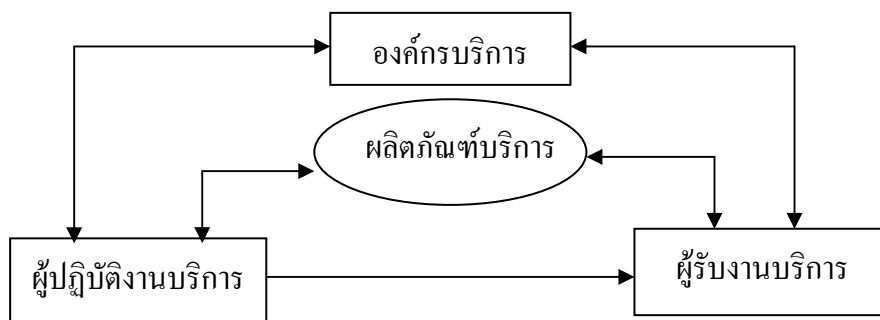 องค์กรบริการ
ผลิตภัณฑ์บริการ
ผู้ปฏิบัติงานบริการ
ผู้รับงานบริการ